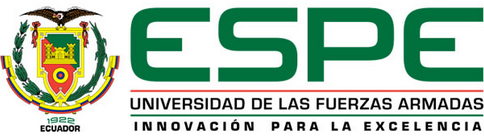 ESPE
UNIVERSIDAD DE LAS FUERZAS ARMADAS
INNOVACIÓN PARA LA EXCELENCIA
1922
ECUADOR